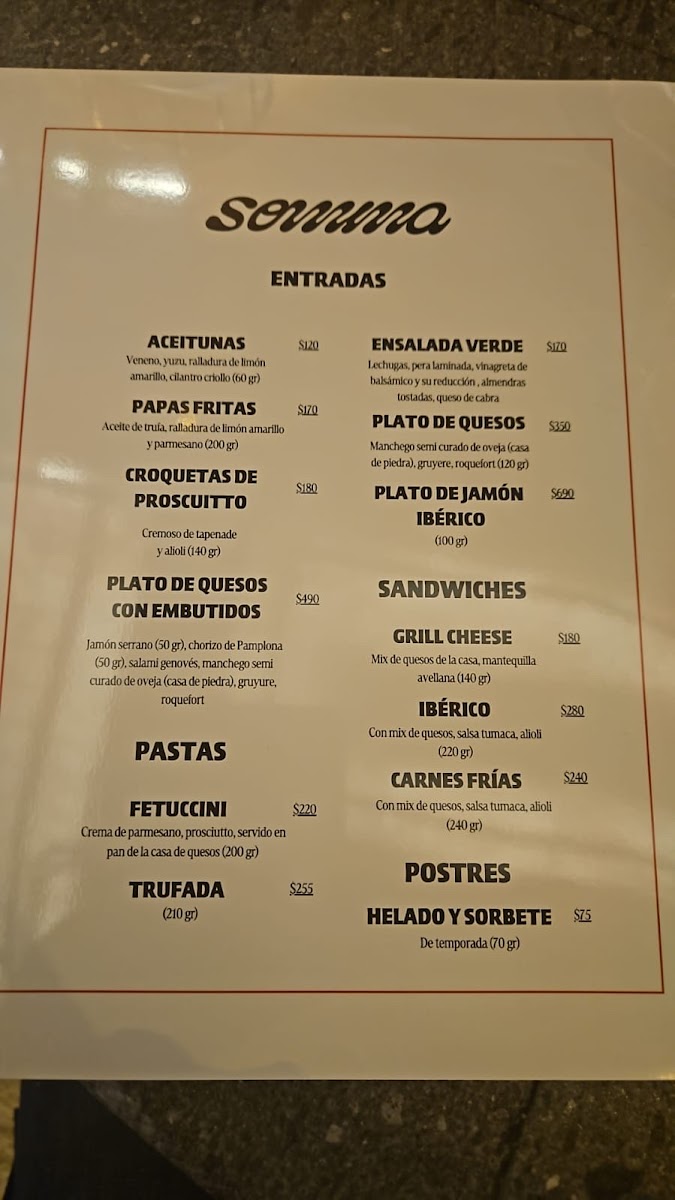 somma
ENTRADAS
ACEITUNAS $120
Veneno, yuzu, ralladura de limón
amarillo, cilantro criollo (60 gr)
PAPAS FRITAS $170
Aceite de trufa, ralladura de limón amarillo
y parmesano (200 gr)
CROQUETAS DE
PROSCUITTO $180
Cremoso de tapenade
y alioli (140 gr)
PLATO DE QUESOS
CON EMBUTIDOS $490
Jamón serrano (50 gr), chorizo de Pamplona
(50 gr), salami genovés, manchego semi
curado de oveja (casa de piedra), gruyure,
roquefort
PASTAS
FETUCCINI $220
Crema de parmesano, prosciutto, servido en
pan de la casa de quesos (200 gr)
TRUFADA $255
(210 gr)
ENSALADA VERDE $170
Lechugas, pera laminada, vinagreta de
balsámico y su reducción , almendras
tostadas, queso de cabra
PLATO DE QUESOS $350
Manchego semi curado de oveja (casa
de piedra), gruyere, roquefort (120 gr)
PLATO DE JAMÓN $690
IBÉRICO
(100 gr)
SANDWICHES
GRILL CHEESE $180
Mix de quesos de la casa, mantequilla
avellana (140 gr)
IBÉRICO $280
Con mix de quesos, salsa tumaca, alioli
(220 gr)
CARNES FRÍAS $240
Con mix de quesos, salsa tumaca, alioli
(240 gr)
POSTRES
HELADO Y SORBETE $75
De temporada (70 gr)